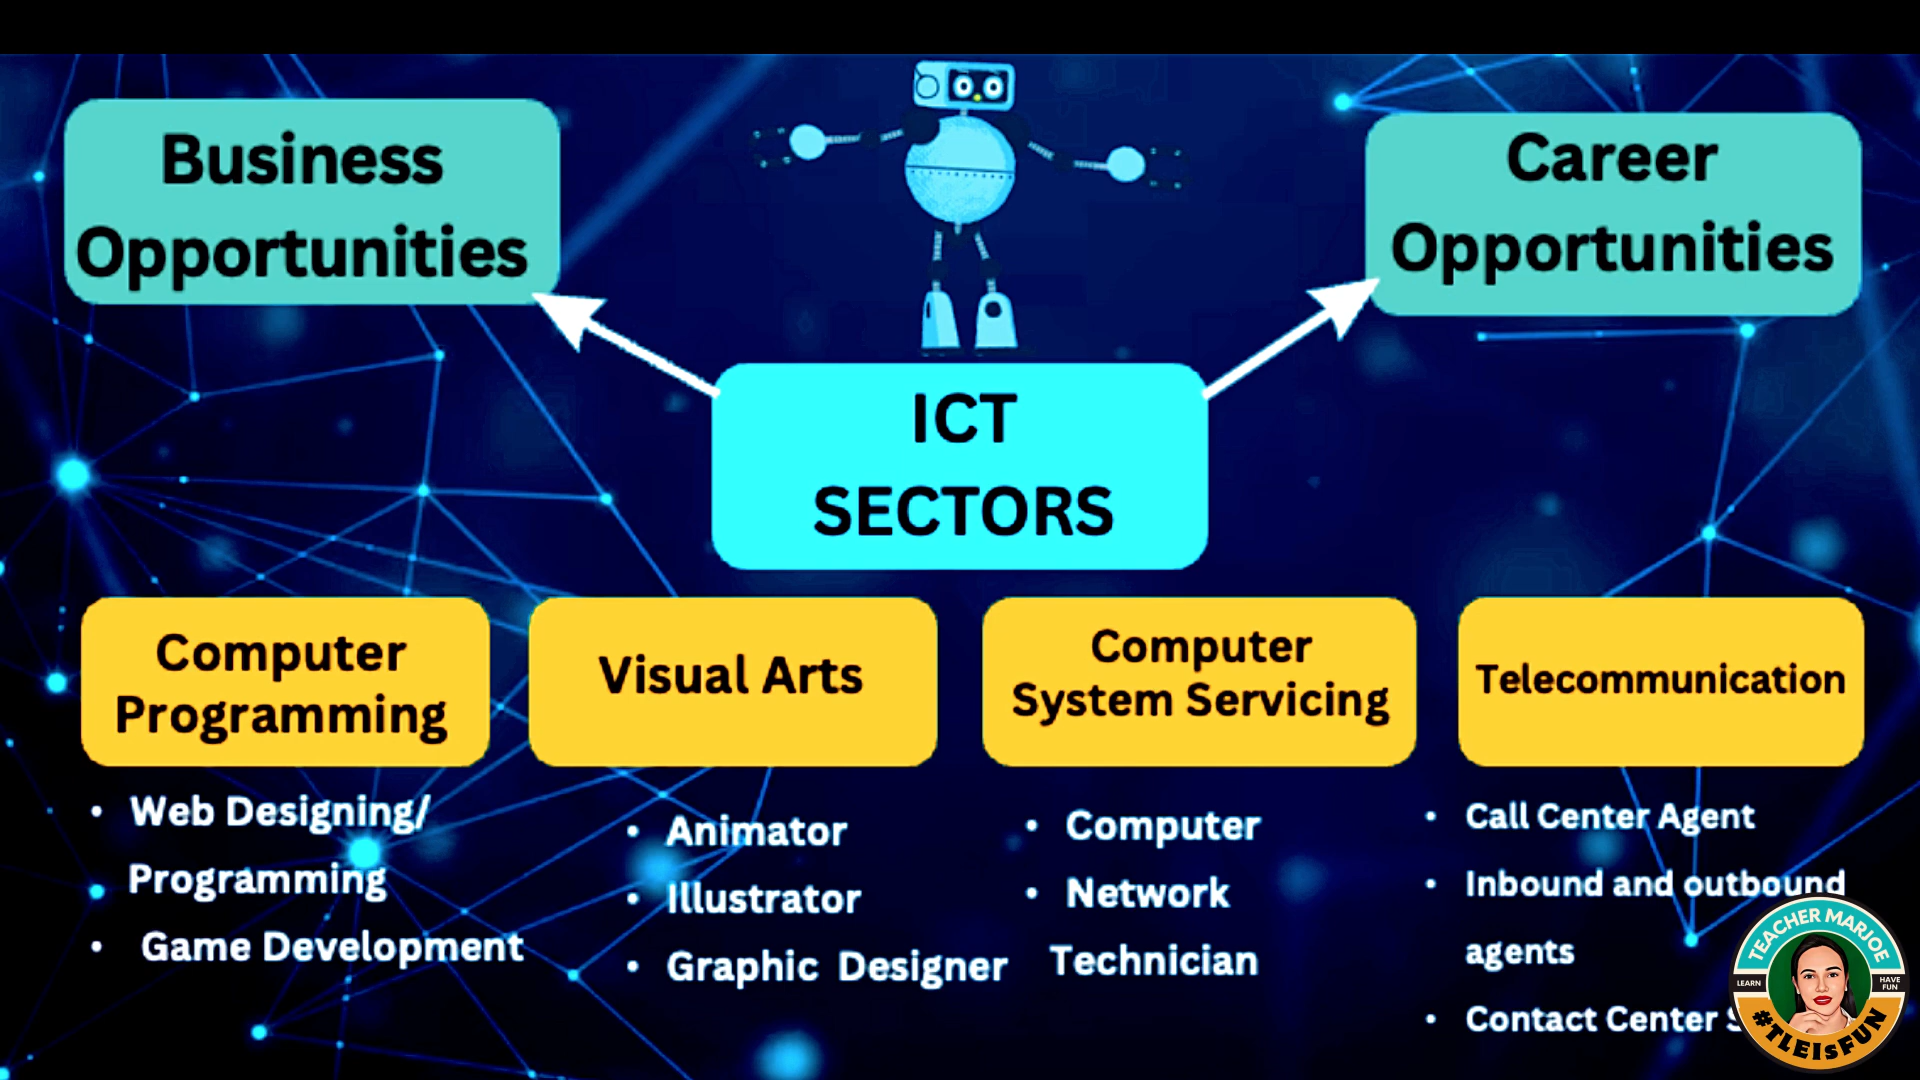 Business
Opportunities
Career
Opportunities
ICT
SECTORS
Computer
Programming
Visual Arts
Computer
System Servicing
Telecommunication
• Web Designing/
Programming
• Game Development
• Animator
• Illustrator
• Graphic Designer
• Computer
• Network
Technician
• Call Center Agent
• Inbound and outbound
agents
• Contact Center
TEACHER MARJOE
LEARN
HAVE
FUN
#TLEIsFUN